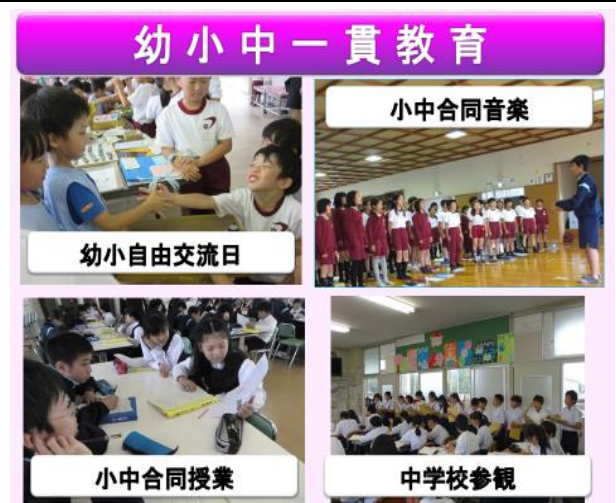 幼小中一貫教育
小中合同音楽
幼小自由交流日
小中合同授業
中学校参観